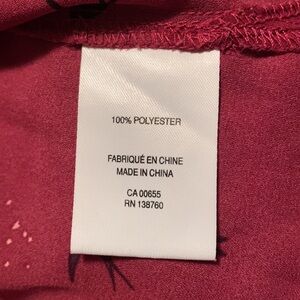 100% POLYESTER
FABRIQUÉ EN CHINE
MADE IN CHINA
CA 00655
RN 138760